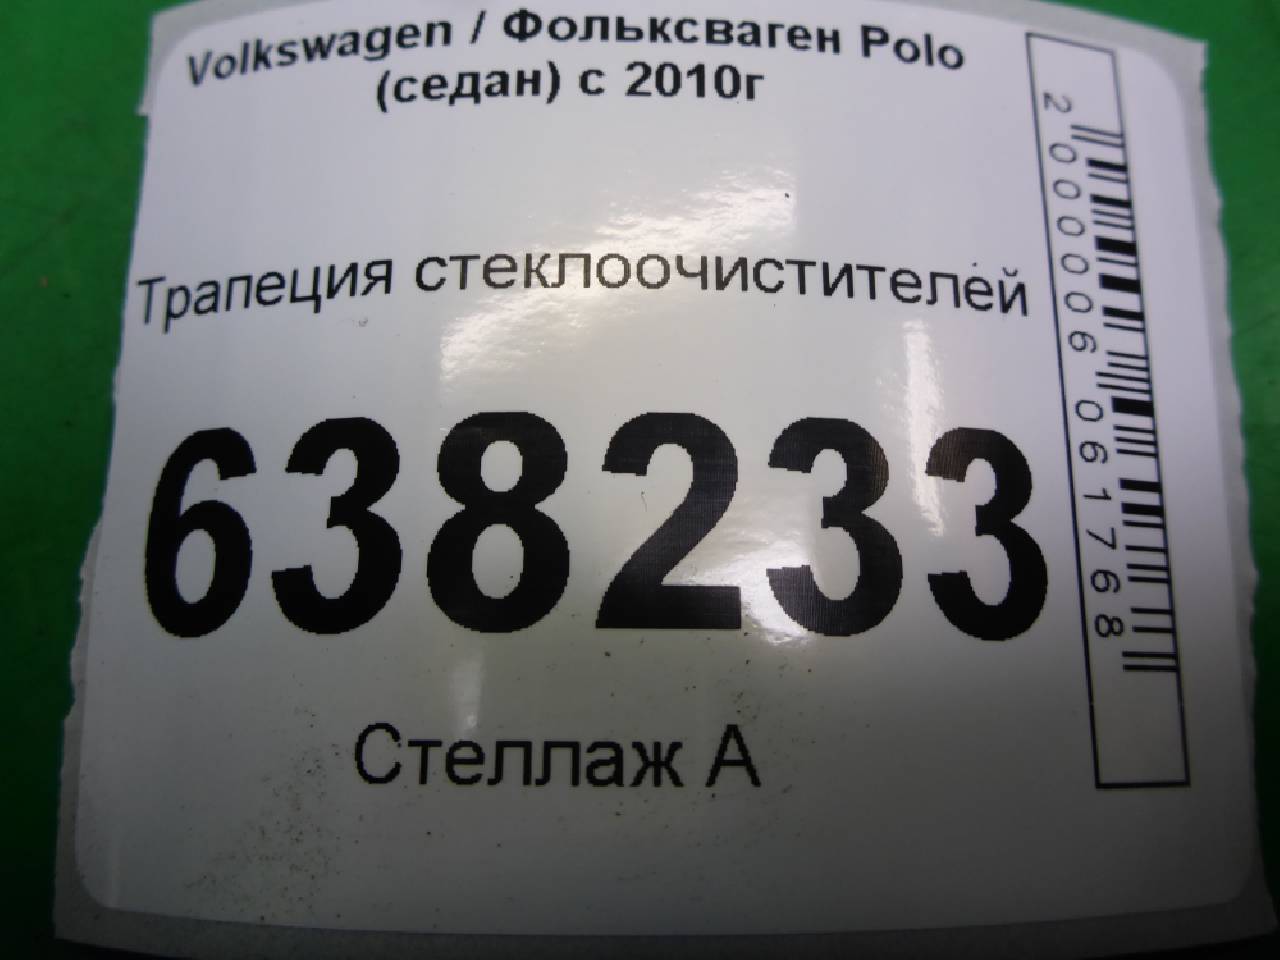 Volkswagen / Фольксваген Polo
(седан) с 2010г
Трапеция стеклоочистителей
638233
Стеллаж А
2000006061768